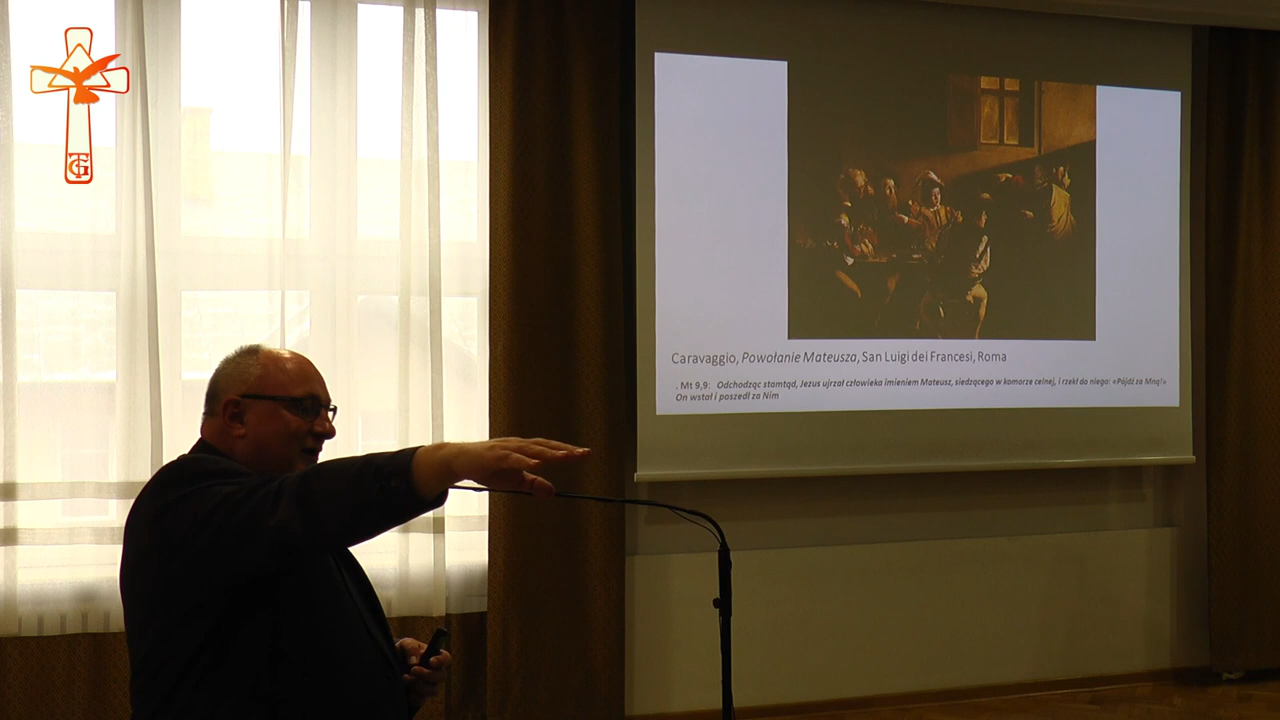 Caravaggio, Powołanie Mateusza, San Luigi dei Francesi, Roma
. Mt 9,9: Odchodząc stamtąd, Jezus ujrzał człowieka imieniem Mateusz, siedzącego w komorze celnej, i rzekł do niego: «Pójdź za Mną!»
On wstał i poszedł za Nim